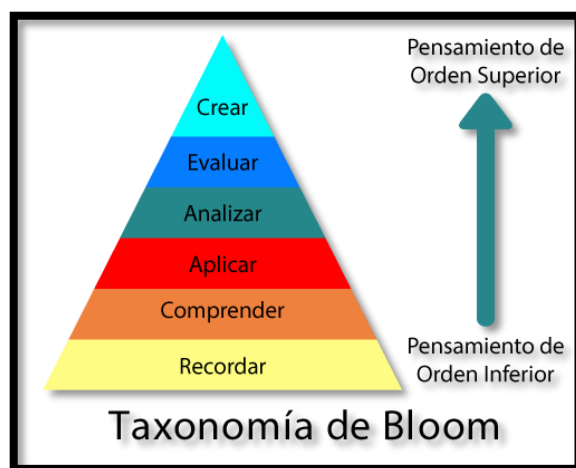 Crear
Evaluar
Analizar
Aplicar
Comprender
Recordar
Pensamiento de
Orden Superior
Pensamiento de
Orden Inferior
Taxonomía de Bloom